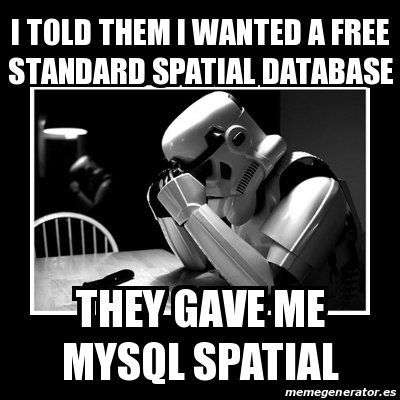 I TOLD THEM I WANTED A FREE
STANDARD SPATIAL DATABASE
THEY GAVE ME
MYSQL SPATIAL
memegenerator.es